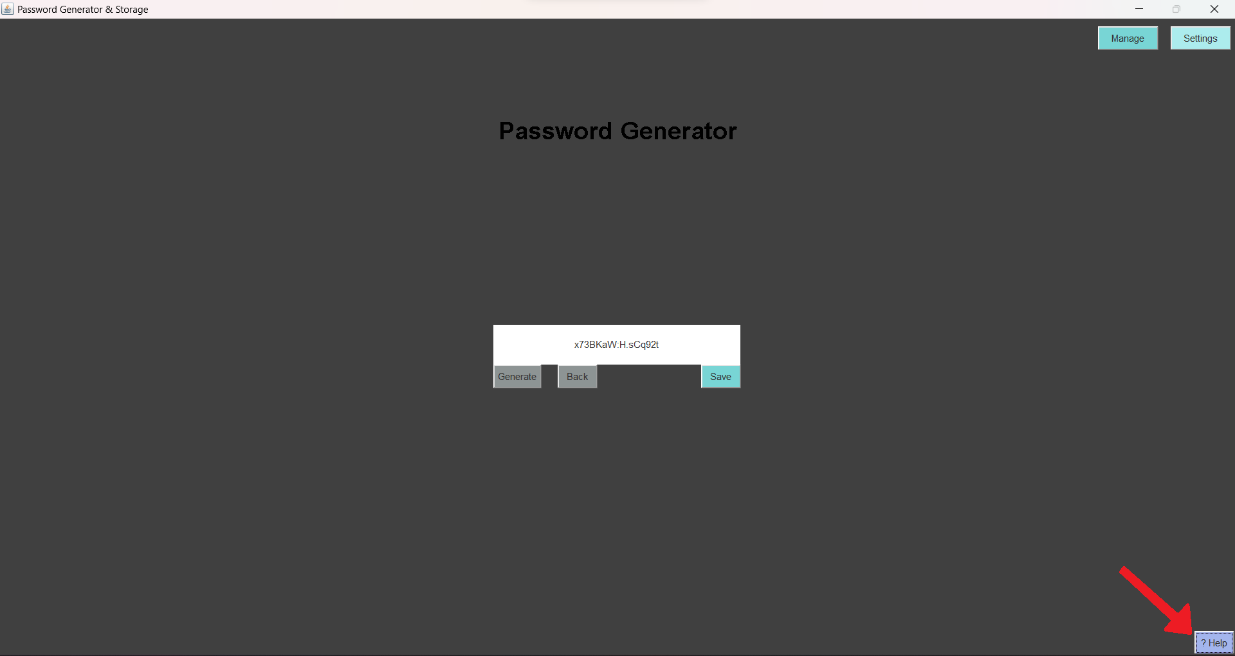 Password Generator & Storage
Manage Settings
Password Generator
x73BKaW:H.sCq92t
Generate Back Save
? Help